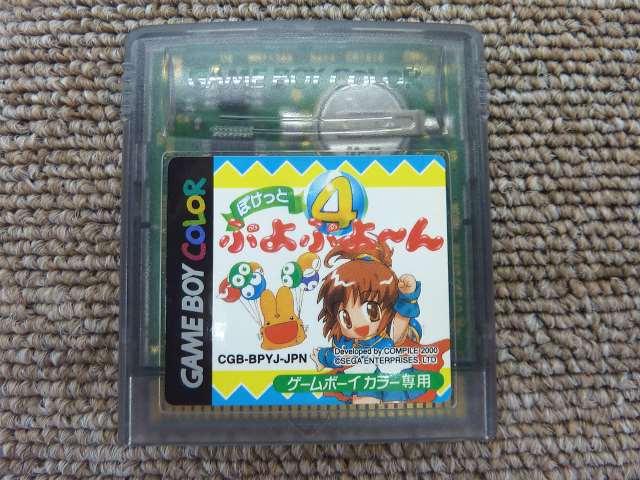 GAME BOY COLOR
GAME BOY COLOR
ぽけっと
4
ぷよぷよ～ん
CGB-BPYJ-JPN
Developed by COMPILE 2000
©SEGA ENTERPRISES, LTD
ゲームボーイ カラー専用